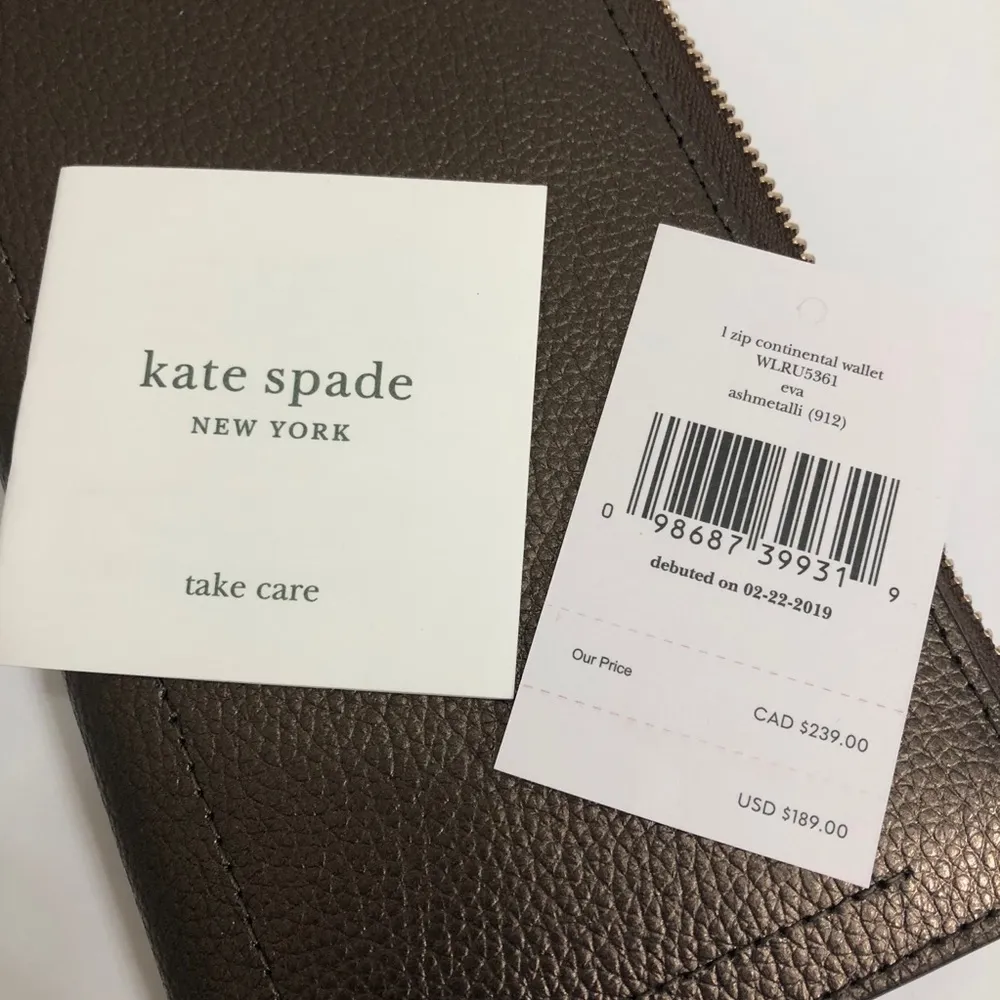 kate spade
NEW YORK
take care
l zip continental wallet
WLRU5361
eva
ashmetalli (912)
0 98687 39931 9
debuted on 02-22-2019
Our Price
CAD $239.00
USD $189.00